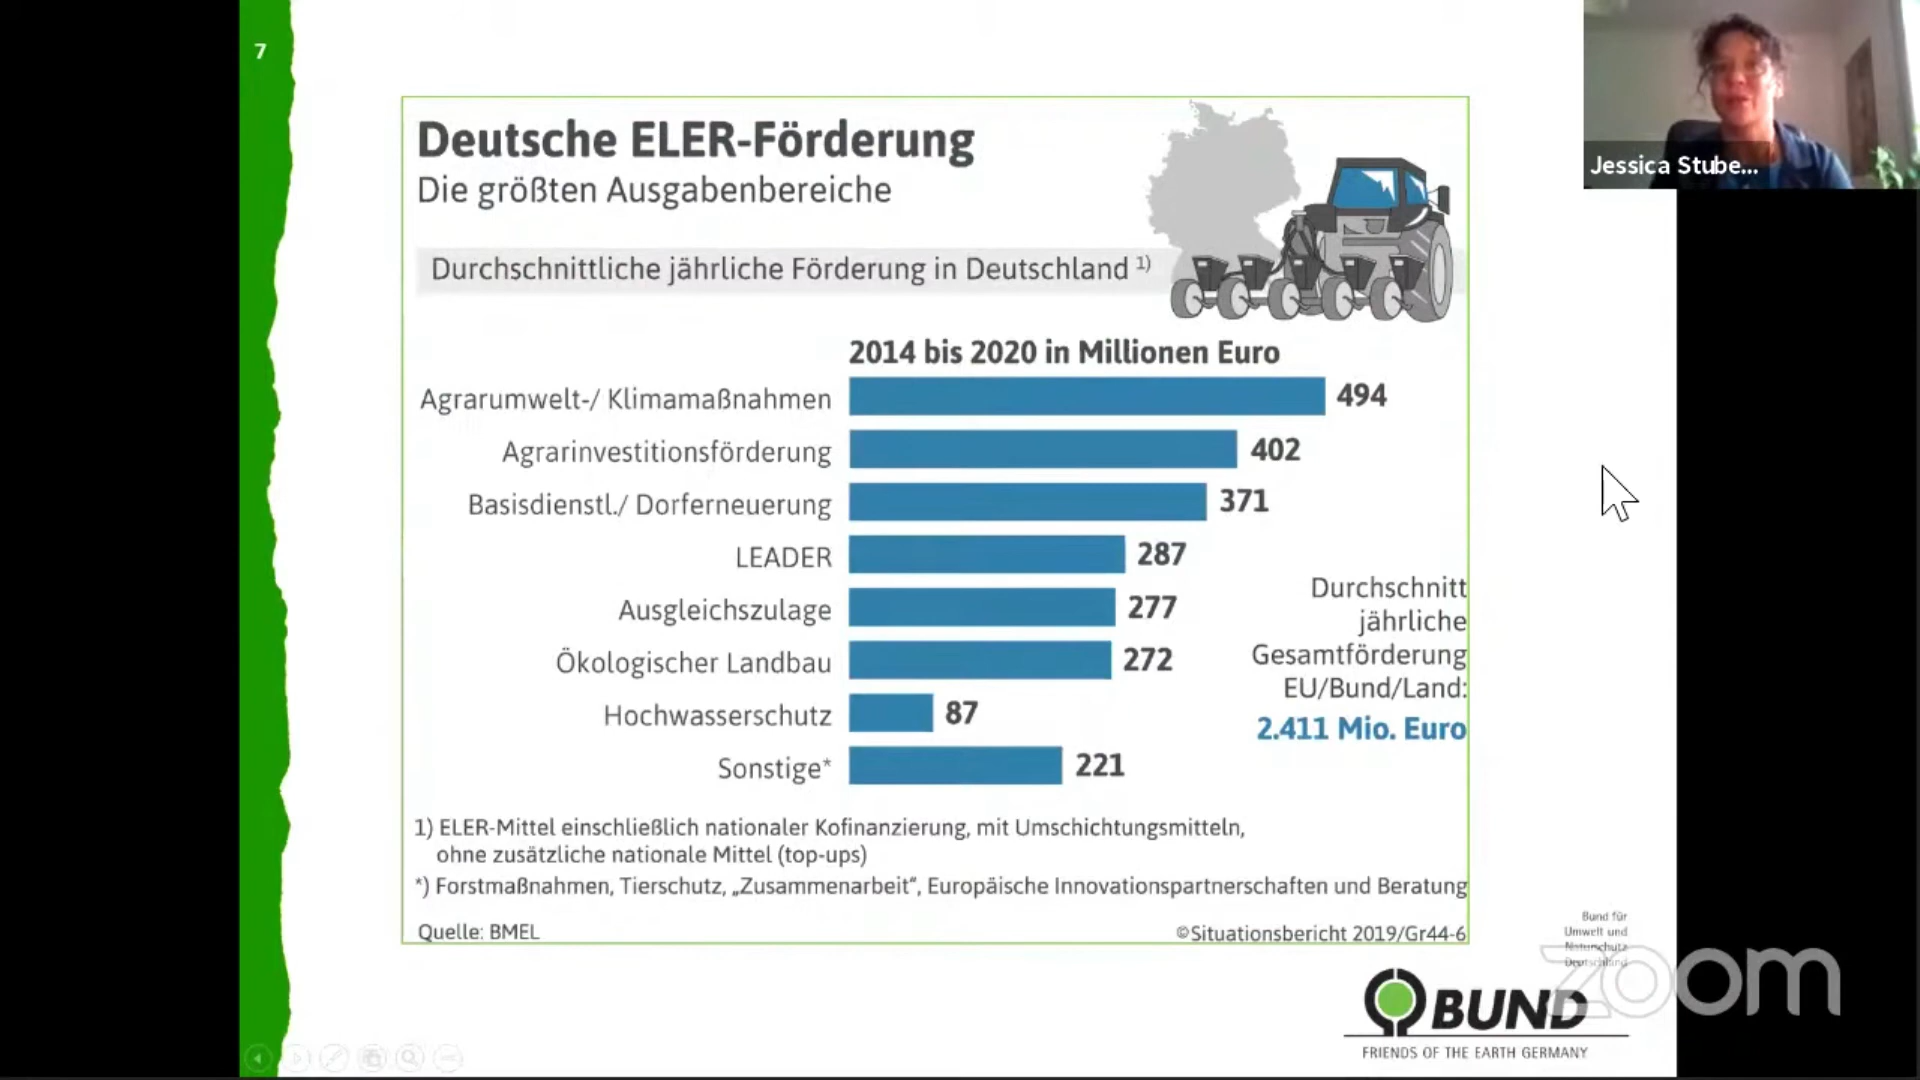 7
Jessica Stube...
Deutsche ELER-Förderung
Die größten Ausgabenbereiche
Durchschnittliche jährliche Förderung in Deutschland 1)
2014 bis 2020 in Millionen Euro
Agrarumwelt-/ Klimamaßnahmen 494
Agrarinvestitionsförderung 402
Basisdienstl./ Dorferneuerung 371
LEADER 287
Ausgleichszulage 277
Ökologischer Landbau 272
Hochwasserschutz 87
Sonstige* 221
Durchschnitt
jährliche
Gesamtförderung
EU/Bund/Land:
2.411 Mio. Euro
1) ELER-Mittel einschließlich nationaler Kofinanzierung, mit Umschichtungsmitteln,
ohne zusätzliche nationale Mittel (top-ups)
*) Forstmaßnahmen, Tierschutz, „Zusammenarbeit“, Europäische Innovationspartnerschaften und Beratung
Quelle: BMEL
©Situationsbericht 2019/Gr44-6
Bund für
Umwelt und
Naturschutz
Deutschland
zoom
BUND
FRIENDS OF THE EARTH GERMANY